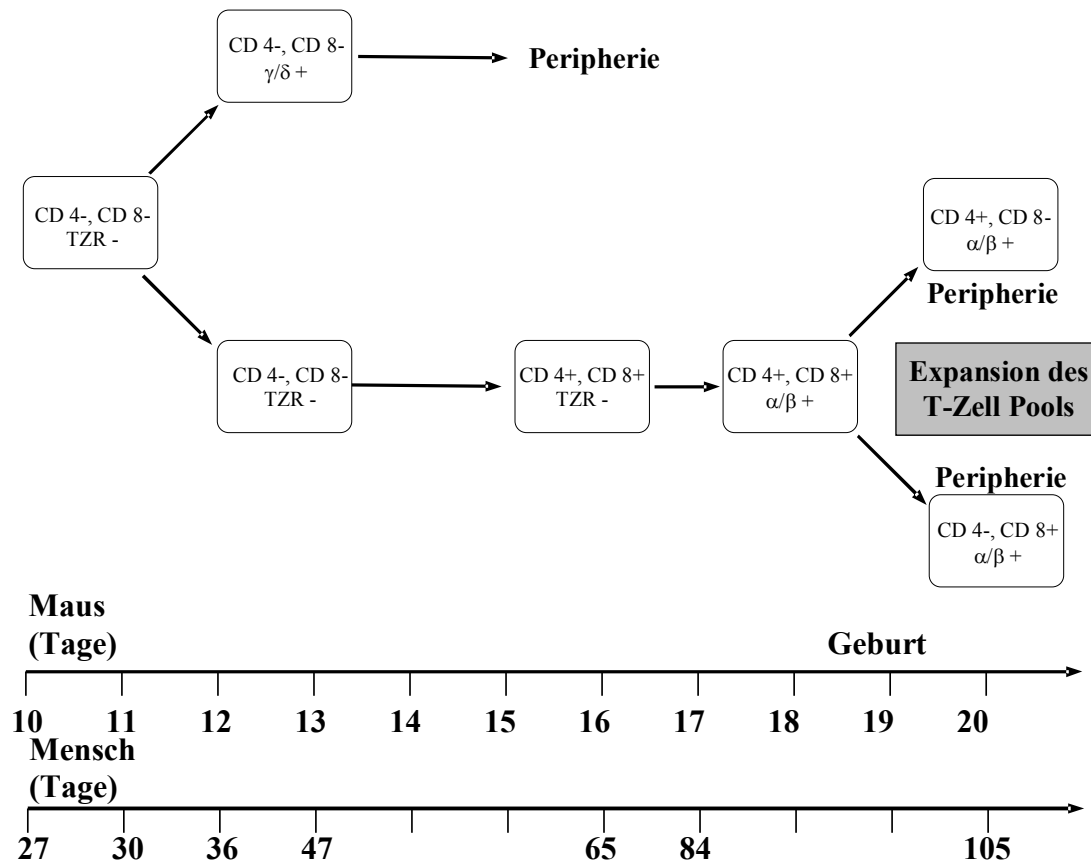 CD 4-, CD 8-
γ/δ +
Peripherie
CD 4-, CD 8-
TZR -
CD 4+, CD 8-
α/β +
Peripherie
CD 4-, CD 8-
TZR -
CD 4+, CD 8+
TZR -
CD 4+, CD 8+
α/β +
Expansion des
T-Zell Pools
Peripherie
CD 4-, CD 8+
α/β +
Maus
(Tage)
Geburt
10 11 12 13 14 15 16 17 18 19 20
Mensch
(Tage)
27 30 36 47 65 84 105